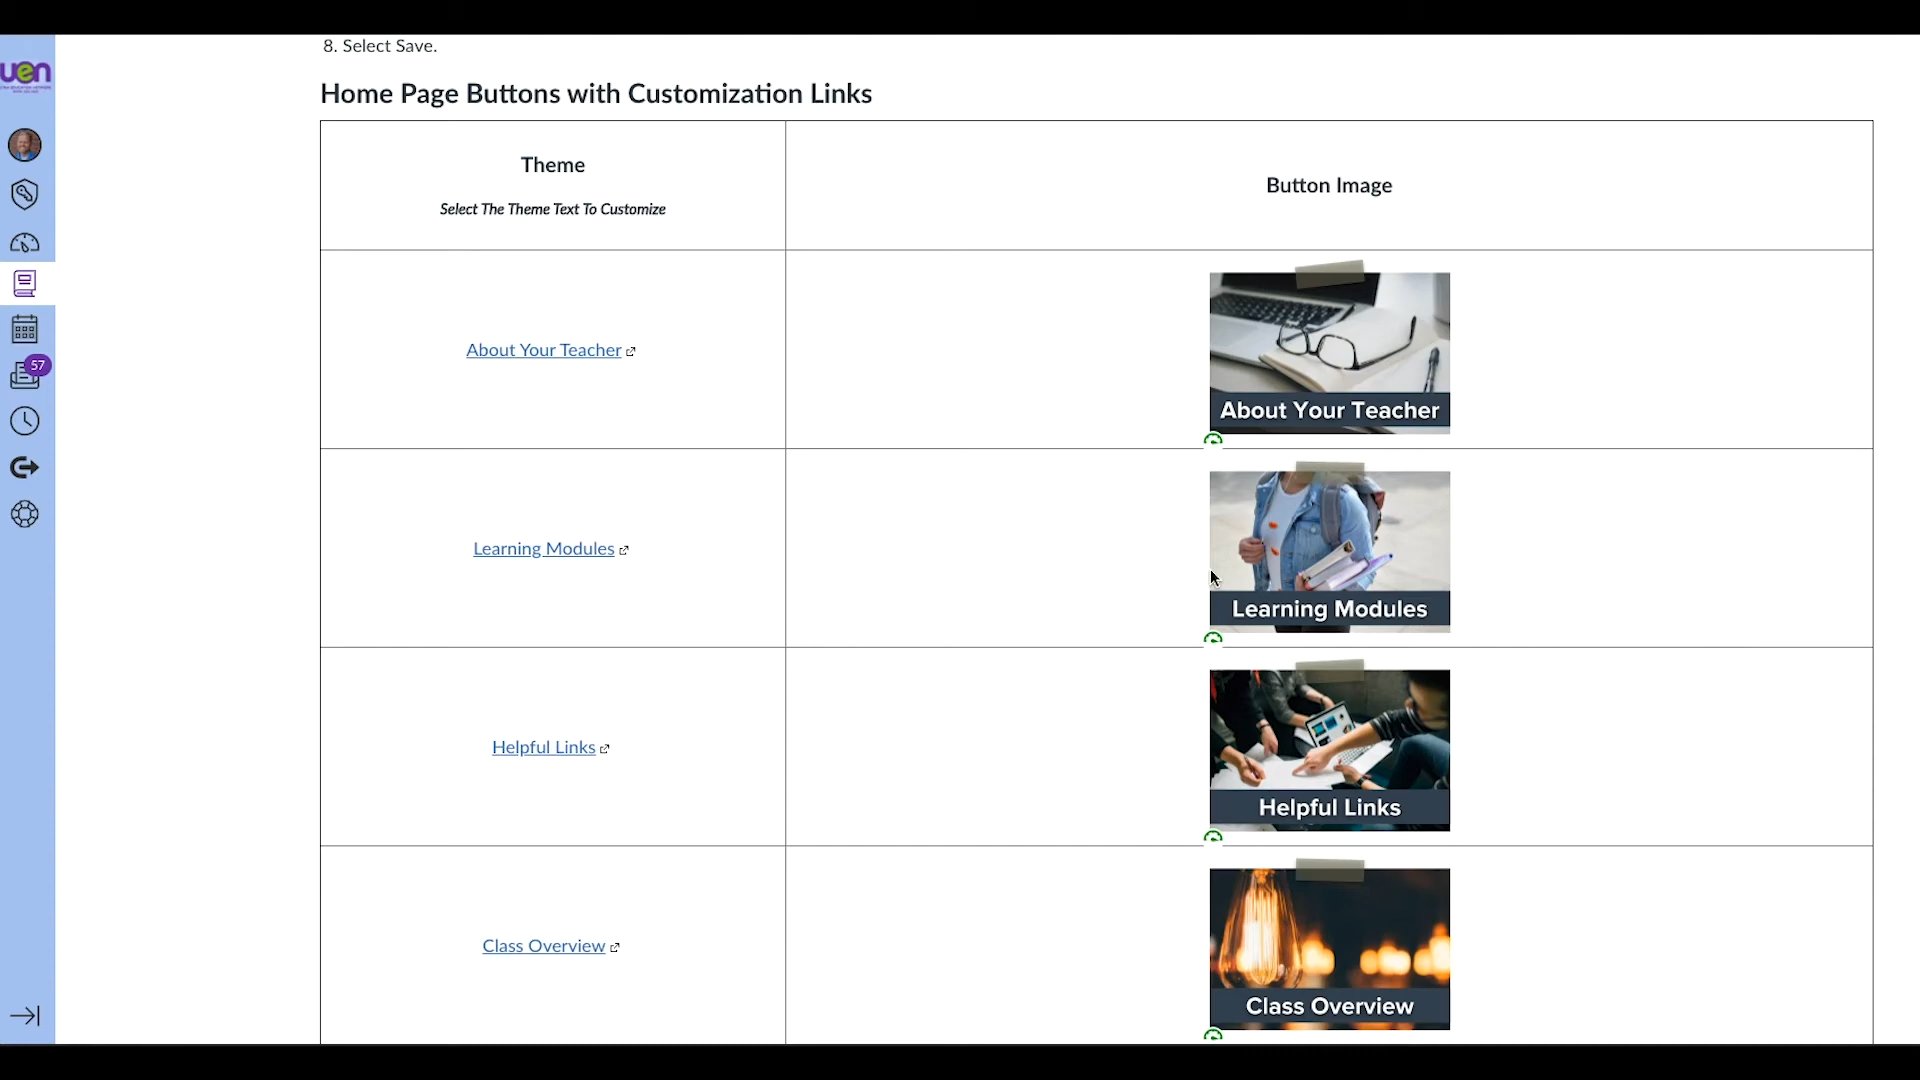 8. Select Save.
uen
Home Page Buttons with Customization Links
Theme
Select The Theme Text To Customize
Button Image
About Your Teacher
About Your Teacher
57
Learning Modules
Learning Modules
Helpful Links
Helpful Links
Class Overview
Class Overview